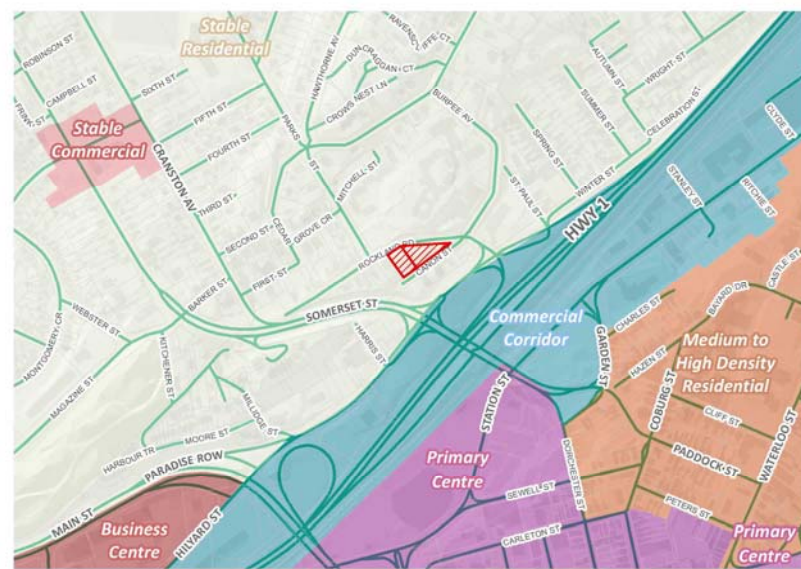 Stable
Residential
ROBINSON ST
CAMPBELL ST
SIXTH ST
FRINK ST
FIFTH ST
Stable
Commercial
FOURTH ST
CRANSTON AV
THIRD ST
SECOND ST
BARKER ST
FIRST ST
CEDAR
GROVE CR
PARKS ST
HAWTHORNE AV
CROWS NEST LN
CRAGGAN CT
BURPEE AV
MITCHELL ST
ROCKLAND RD
CANON ST
ST PAUL ST
SPRING ST
SUMMER ST
AUTUMN ST
WRIGHT ST
CELEBRATION ST
WINTER ST
HWY 1
STANLEY ST
RITCHIE ST
CLYDE ST
SOMERSET ST
HARRIS ST
MONTGOMERY CR
WEBSTER ST
MAGAZINE ST
KITCHENER ST
MILLIDGE ST
MOORE ST
HARBOUR TR
PARADISE ROW
MAIN ST
HILYARD ST
Business
Centre
Commercial
Corridor
STATION ST
GARDEN ST
CHARLES ST
BAYARD DR
CASTLE ST
HAZEN ST
COBURG ST
Medium to
High Density
Residential
CLIFF ST
PADDOCK ST
WATERLOO ST
PETERS ST
DORCHESTER ST
SEWELL ST
CARLETON ST
Primary
Centre
Primary
Centre